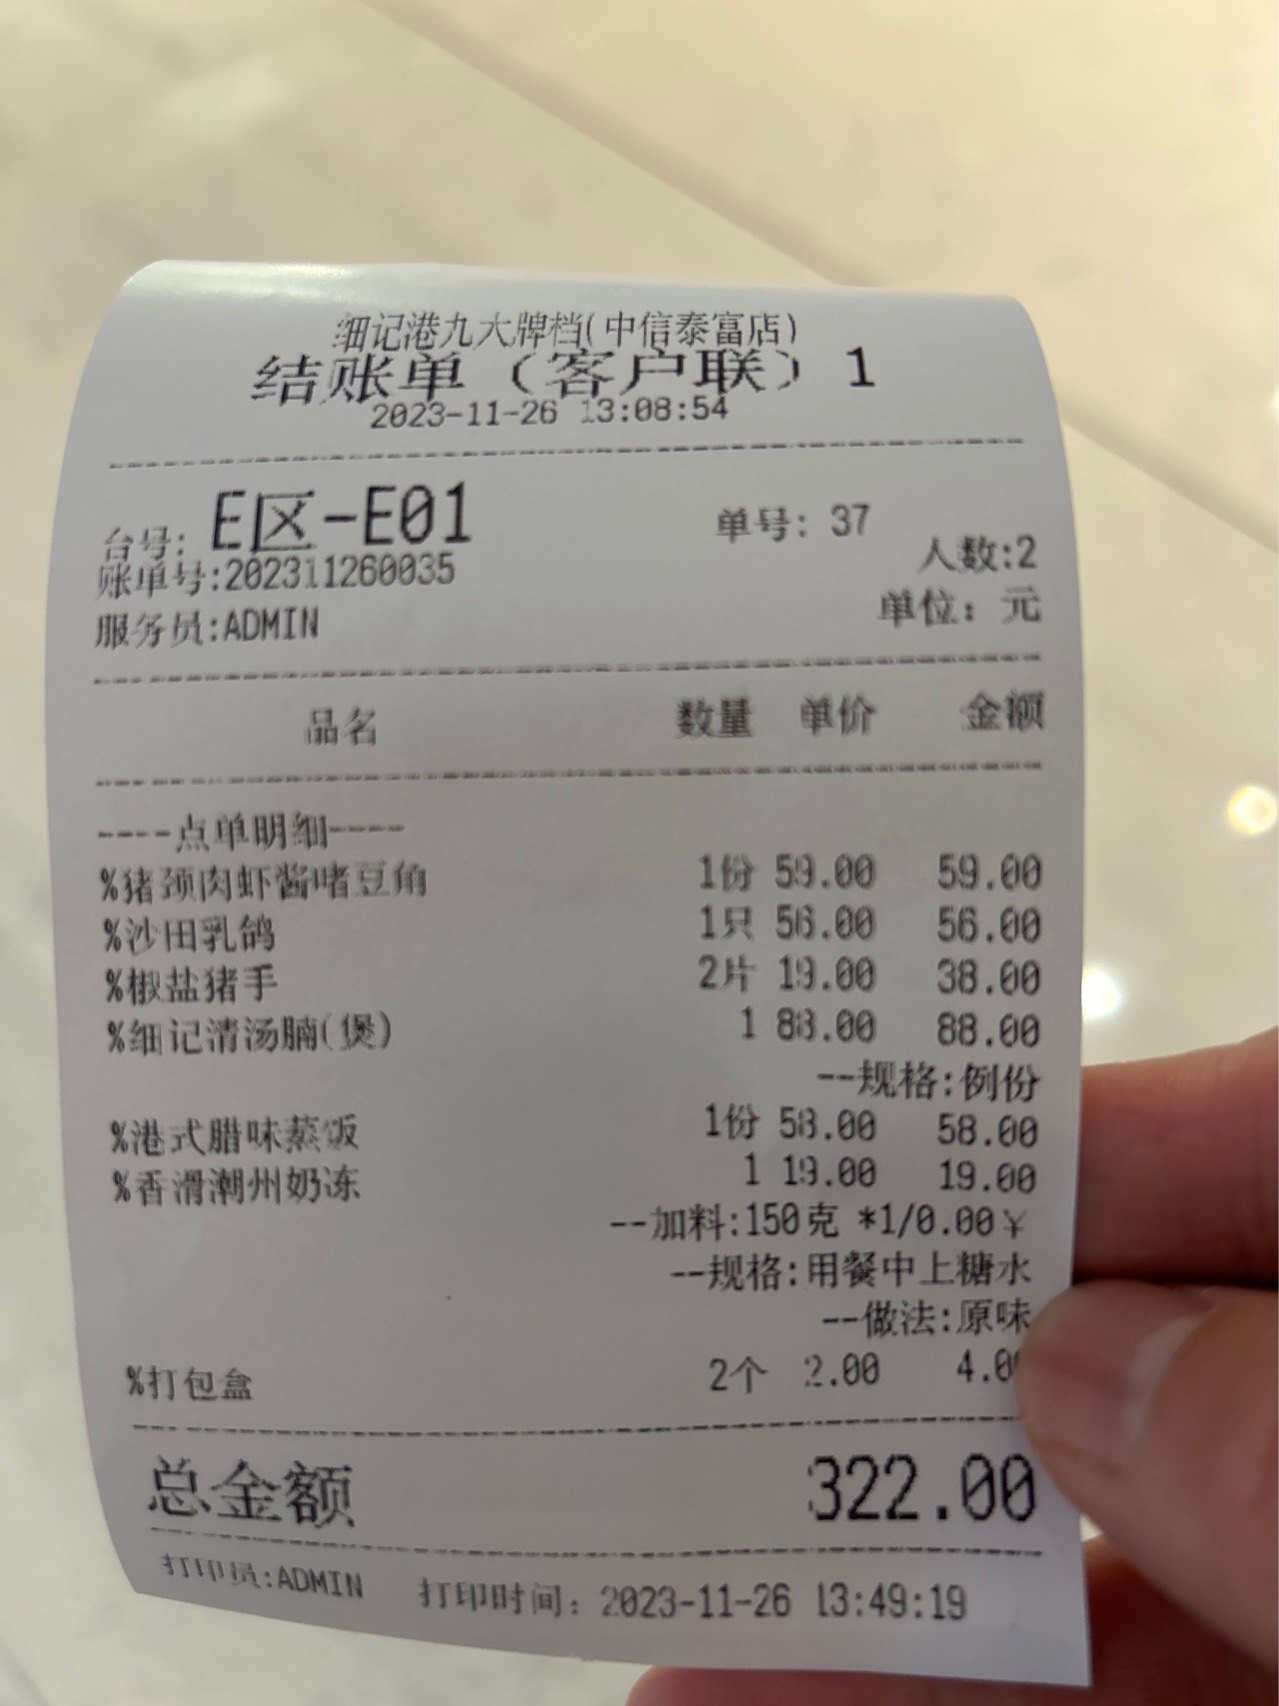 细记港九大牌档(中信泰富店)
结账单（客户联）1
2023-11-26 13:08:54
台号: E区-E01 单号: 37
人数:2
账单号:202311260035
单位: 元
服务员:ADMIN
品名 数量 单价 金额
----点单明细----
%猪颈肉虾酱啫豆角 1份 59.00 59.00
%沙田乳鸽 1只 56.00 56.00
%椒盐猪手 2片 19.00 38.00
%细记清汤腩(煲) 1 88.00 88.00
--规格:例份
%港式腊味蒸饭 1份 58.00 58.00
%香滑潮州奶冻 1 19.00 19.00
--加料:150克 *1/0.00￥
--规格:用餐中上糖水
--做法:原味
%打包盒 2个 2.00 4.00
总金额 322.00
打印员:ADMIN 打印时间: 2023-11-26 13:49:19